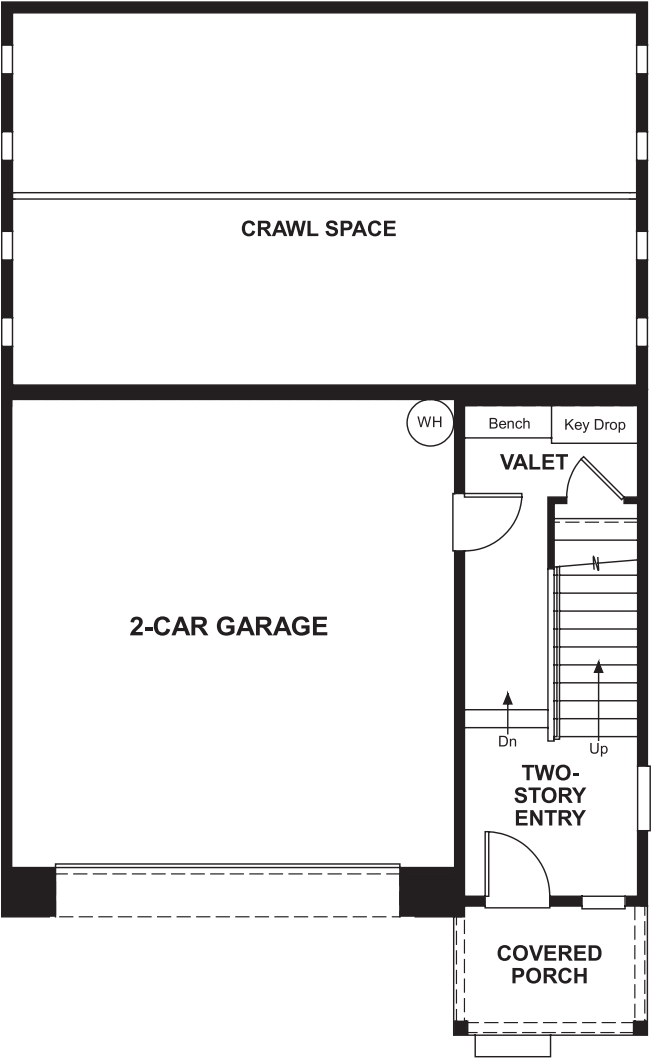 CRAWL SPACE
WH
Bench
Key Drop
VALET
2-CAR GARAGE
N
Dn
Up
TWO-
STORY
ENTRY
COVERED
PORCH